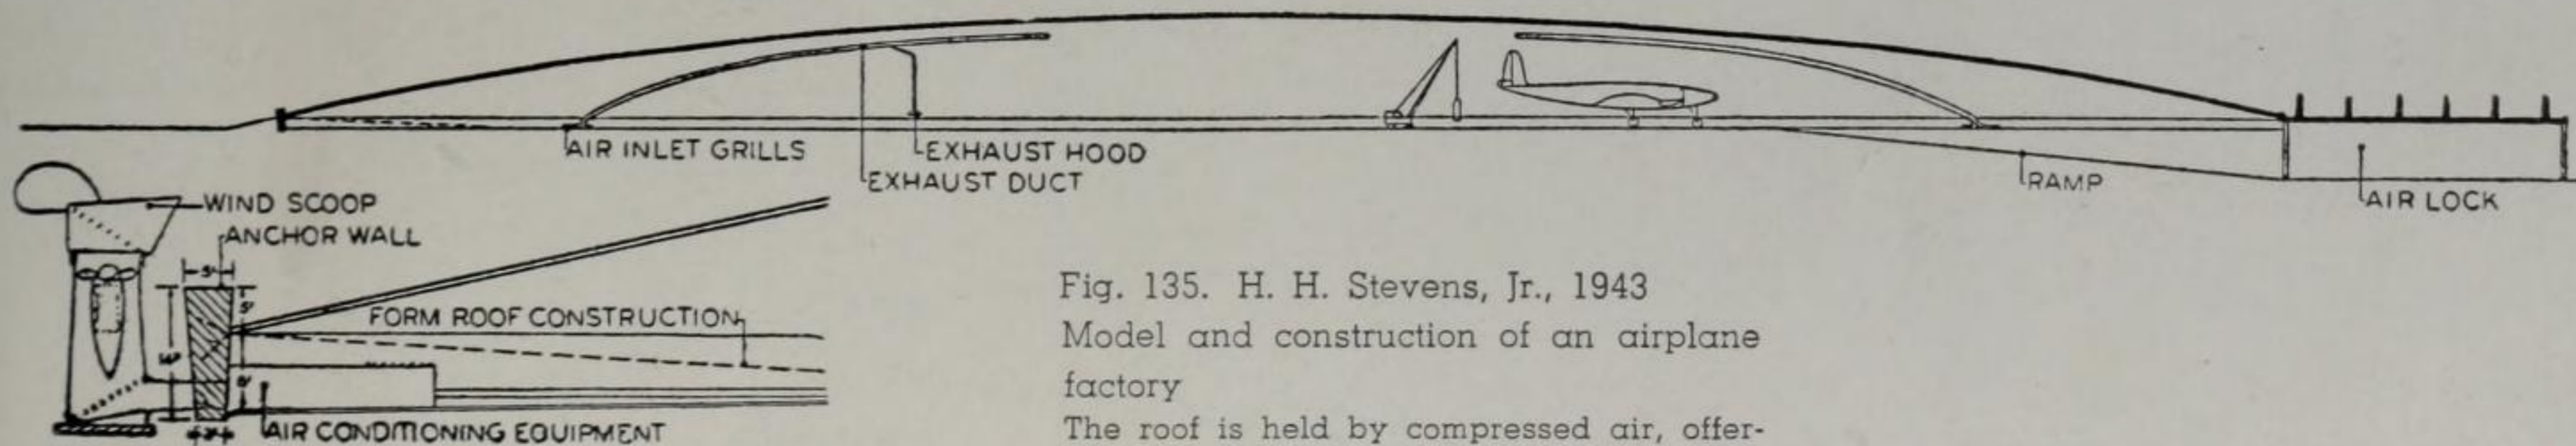 AIR INLET GRILLS
EXHAUST HOOD
EXHAUST DUCT
RAMP
AIR LOCK
WIND SCOOP
ANCHOR WALL
FORM ROOF CONSTRUCTION
AIR CONDITIONING EQUIPMENT
Fig. 135. H. H. Stevens, Jr., 1943
Model and construction of an airplane
factory
The roof is held by compressed air, offer-